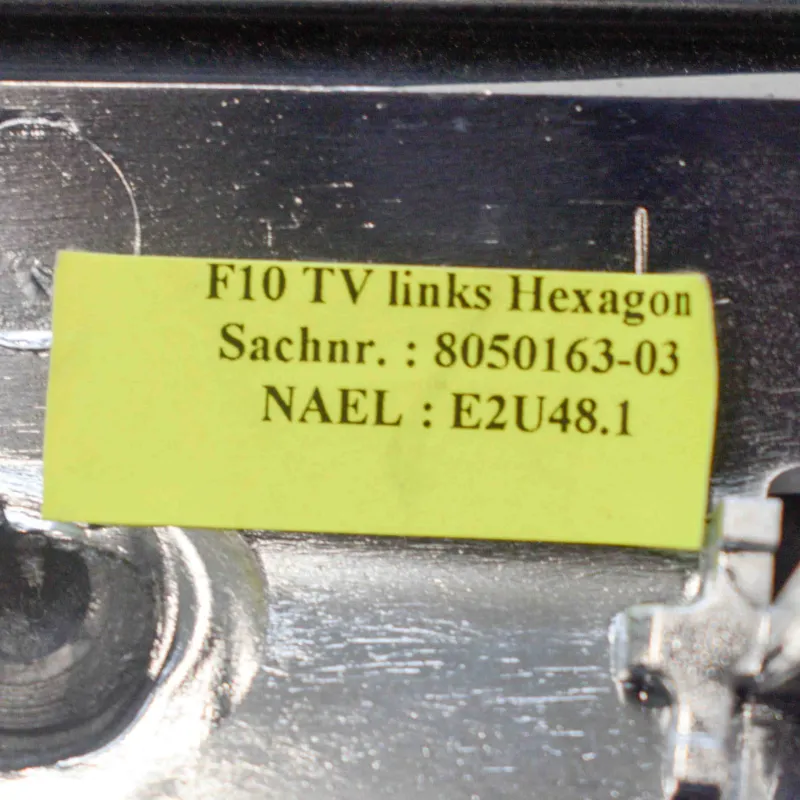 F10 TV links Hexagon
Sachnr. : 8050163-03
NAEL : E2U48.1